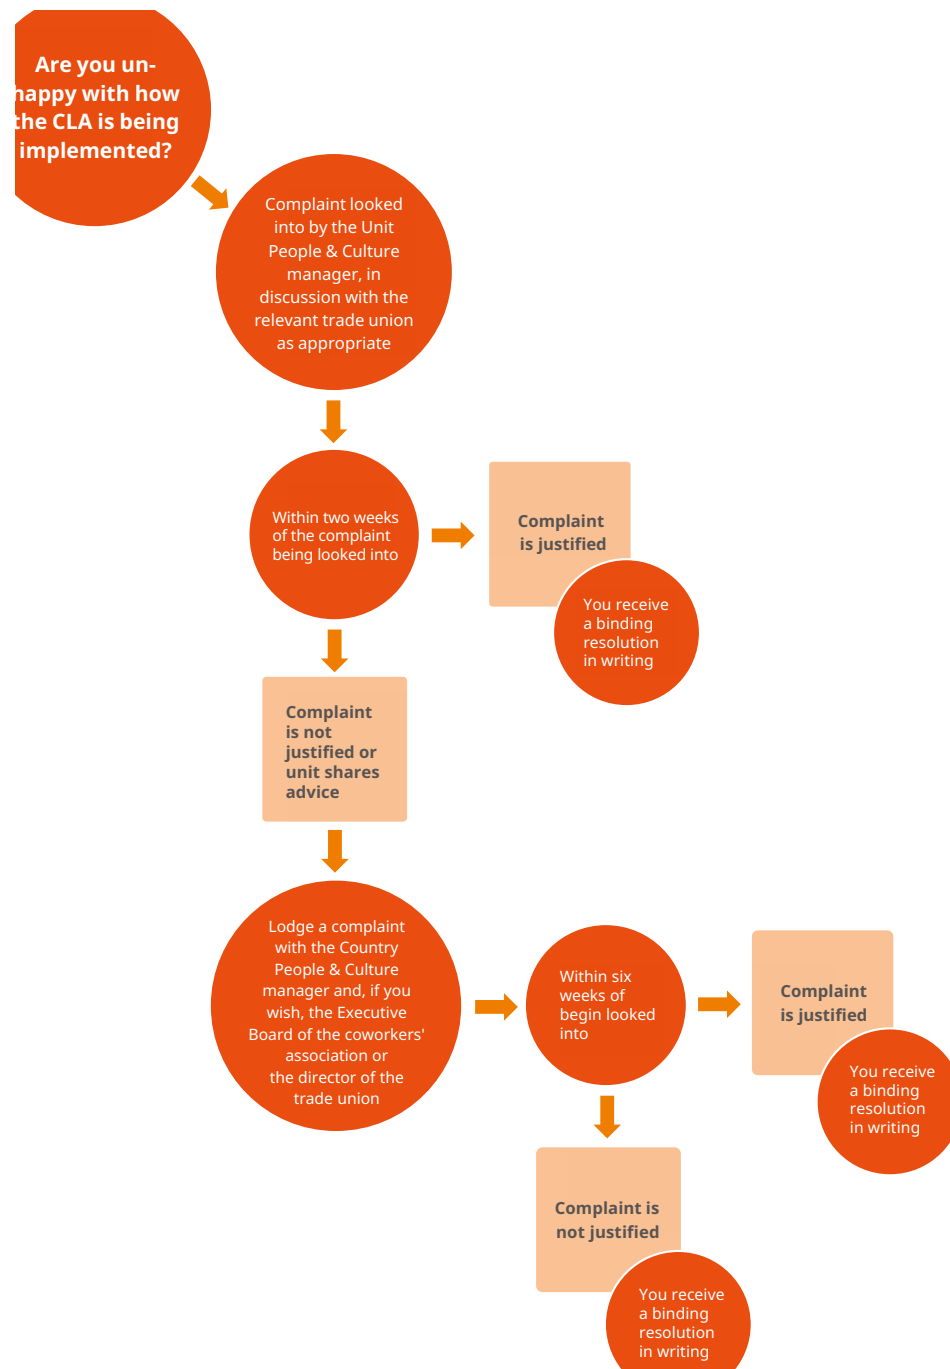 Are you un-
happy with how
the CLA is being
implemented?
Complaint looked
into by the Unit
People & Culture
manager, in
discussion with the
relevant trade union
as appropriate
Within two weeks
of the complaint
being looked into
Complaint
is justified
You receive
a binding
resolution
in writing
Complaint
is not
justified or
unit shares
advice
Lodge a complaint
with the Country
People & Culture
manager and, if you
wish, the Executive
Board of the coworkers'
association or
the director of the
trade union
Within six
weeks of
begin looked
into
Complaint
is justified
You receive
a binding
resolution
in writing
Complaint is
not justified
You receive
a binding
resolution
in writing